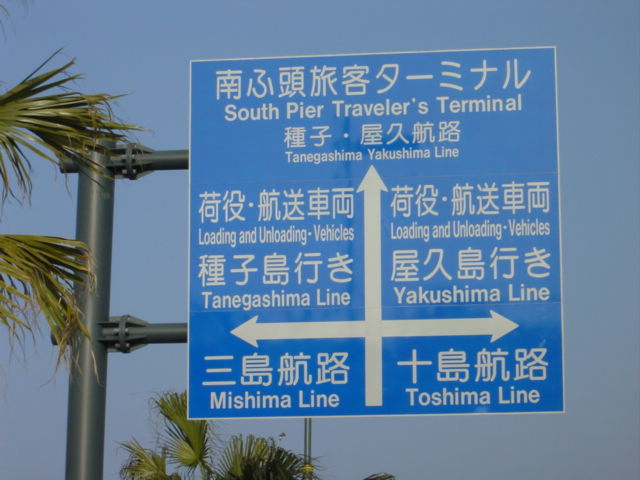 南ふ頭旅客ターミナル
South Pier Traveler's Terminal
種子・屋久航路
Tanegashima Yakushima Line
荷役・航送車両
Loading and Unloading-Vehicles
種子島行き
Tanegashima Line
荷役・航送車両
Loading and Unloading-Vehicles
屋久島行き
Yakushima Line
三島航路
Mishima Line
十島航路
Toshima Line